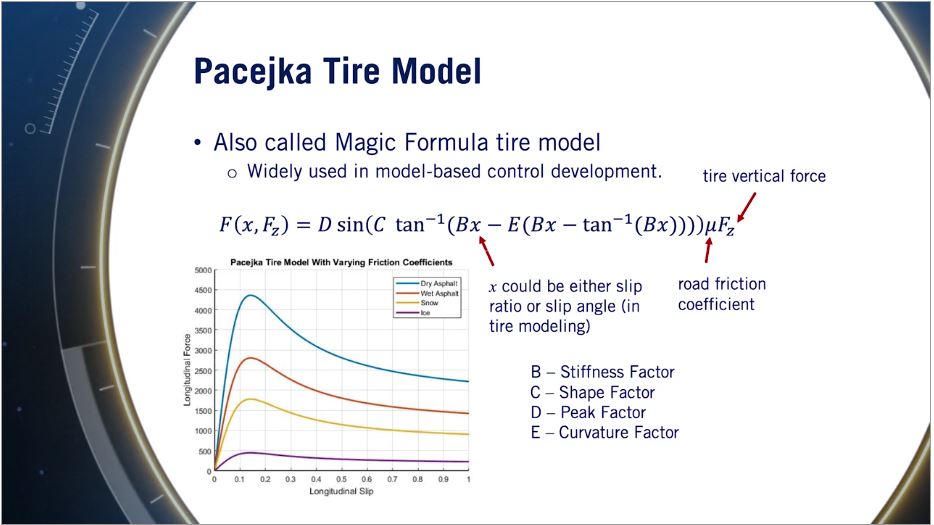 Pacejka Tire Model
• Also called Magic Formula tire model
o Widely used in model-based control development.
tire vertical force
F(x, F_z) = D sin(C tan⁻¹(Bx − E(Bx − tan⁻¹(Bx))))μF_z
x could be either slip
ratio or slip angle (in
tire modeling)
road friction
coefficient
Pacejka Tire Model With Varying Friction Coefficients
Dry Asphalt
Wet Asphalt
Snow
Ice
Longitudinal Force
5000
4500
4000
3500
3000
2500
2000
1500
1000
500
0
0 0.1 0.2 0.3 0.4 0.5 0.6 0.7 0.8 0.9 1
Longitudinal Slip
B – Stiffness Factor
C – Shape Factor
D – Peak Factor
E – Curvature Factor